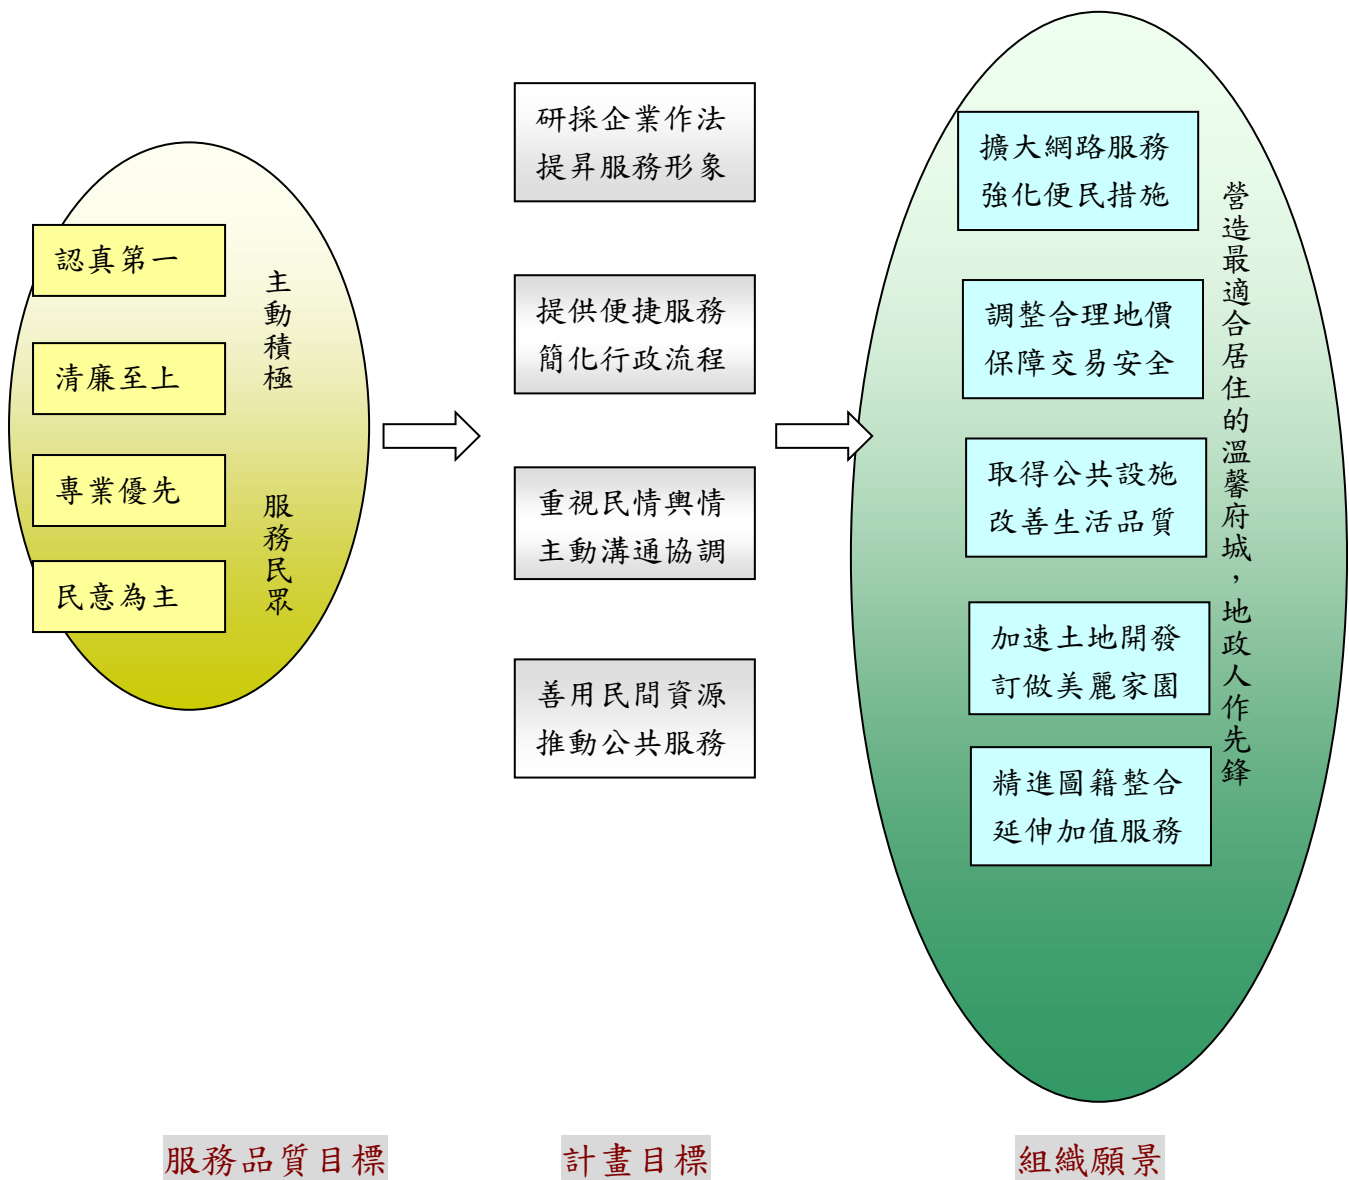 認真第一
清廉至上
專業優先
民意為主
主動積極
服務民眾
研採企業作法
提昇服務形象
提供便捷服務
簡化行政流程
重視民情輿情
主動溝通協調
善用民間資源
推動公共服務
擴大網路服務
強化便民措施
調整合理地價
保障交易安全
取得公共設施
改善生活品質
加速土地開發
訂做美麗家園
精進圖籍整合
延伸加值服務
營造最適合居住的溫馨府城，地政人作先鋒
服務品質目標
計畫目標
組織願景